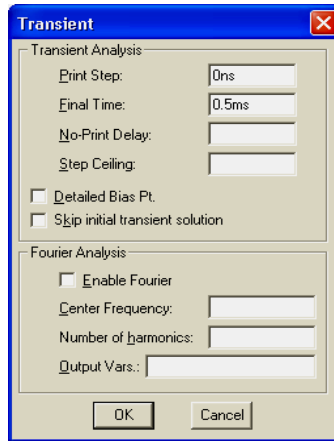 Transient
Transient Analysis
Print Step: 0ns
Final Time: 0.5ms
No-Print Delay:
Step Ceiling:
Detailed Bias Pt.
Skip initial transient solution
Fourier Analysis
Enable Fourier
Center Frequency:
Number of harmonics:
Output Vars.:
OK Cancel